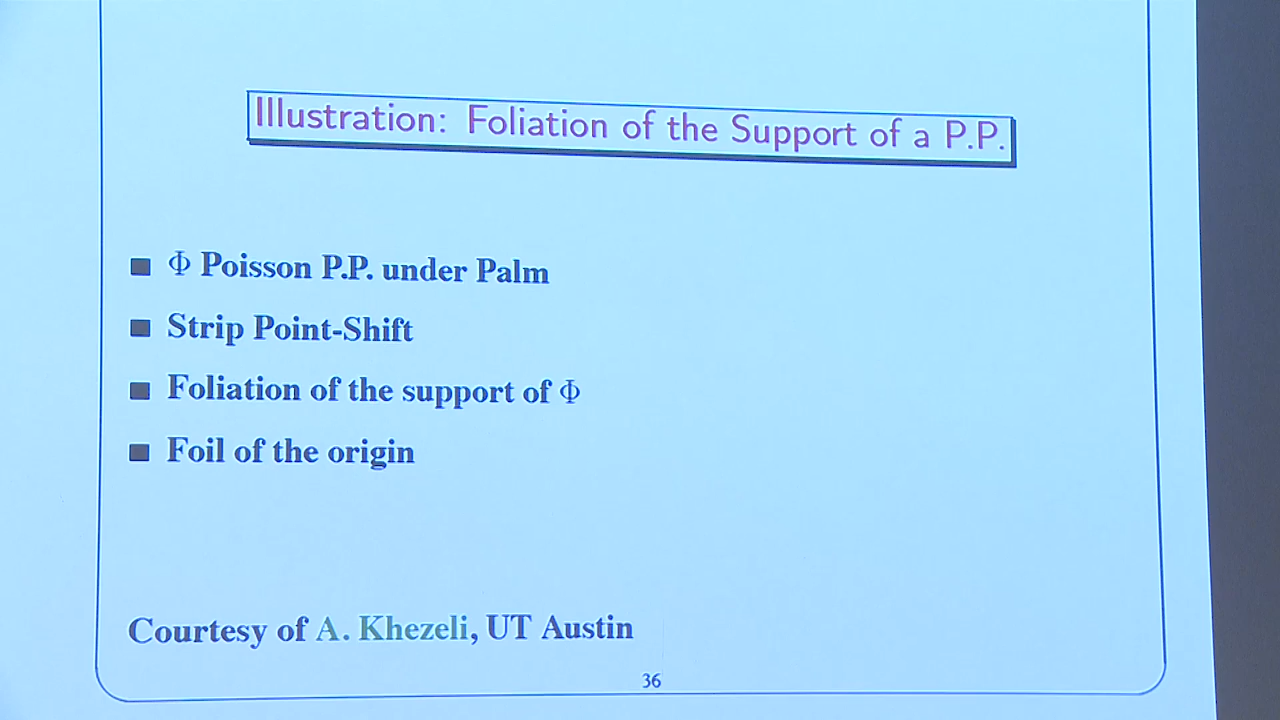 Illustration: Foliation of the Support of a P.P.
Φ Poisson P.P. under Palm
Strip Point-Shift
Foliation of the support of Φ
Foil of the origin
Courtesy of A. Khezeli, UT Austin
36